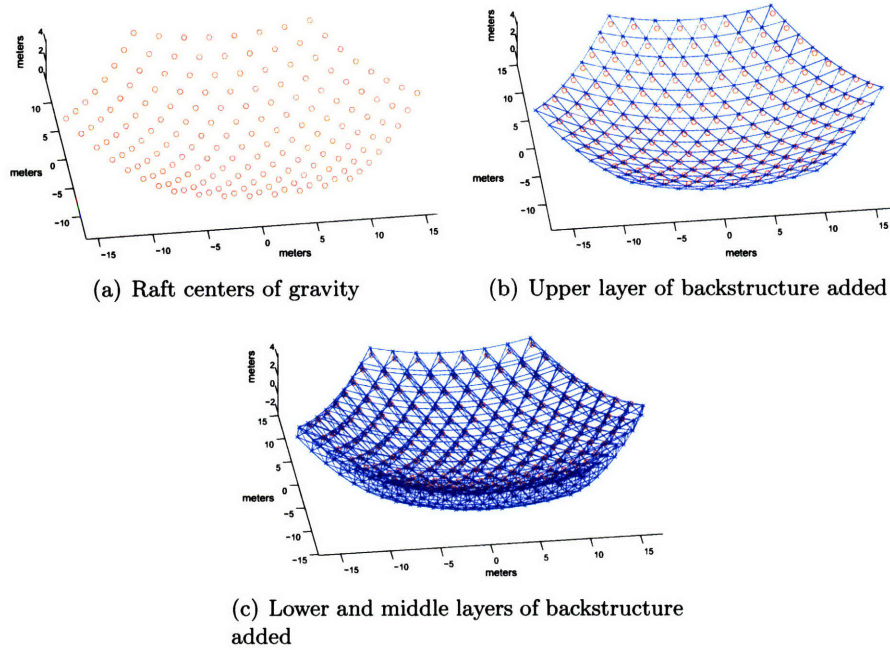 meters
4
2
0
10
5
0
meters
−5
−10
−15 −10 −5 0 5 10 15
meters
(a) Raft centers of gravity
meters
4
2
0
15
10
5
0
meters
−5
−10
−15 −10 −5 0 5 10 15
meters
(b) Upper layer of backstructure added
meters
4
2
0
−2
15
10
5
0
meters
−5
−10
−15
−15 −10 −5 0 5 10 15
meters
(c) Lower and middle layers of backstructure
added